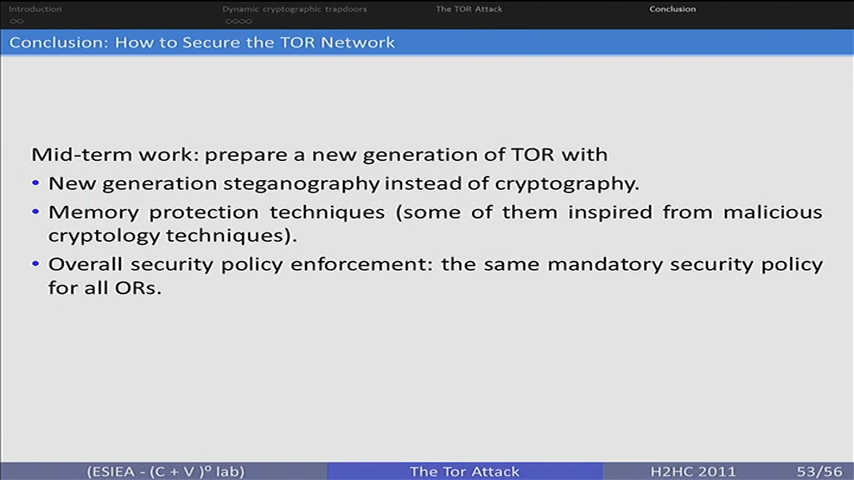 Introduction Dynamic cryptographic trapdoors The TOR Attack Conclusion
Conclusion: How to Secure the TOR Network
Mid-term work: prepare a new generation of TOR with
• New generation steganography instead of cryptography.
• Memory protection techniques (some of them inspired from malicious
cryptology techniques).
• Overall security policy enforcement: the same mandatory security policy
for all ORs.
(ESIEA - (C + V )º lab) The Tor Attack H2HC 2011 53/56